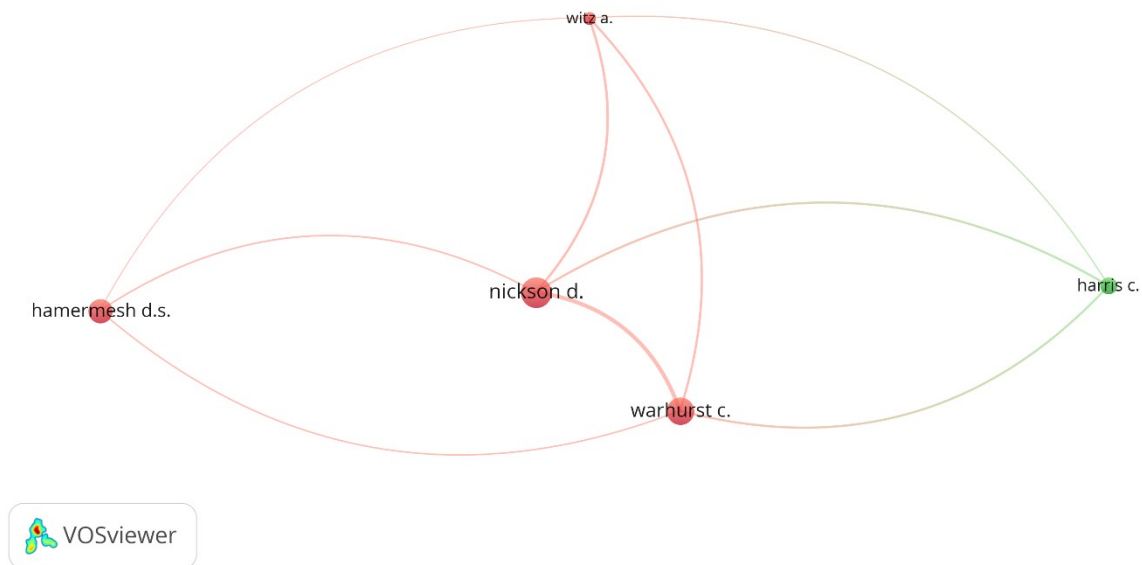 witz a.
harris c.
nickson d.
hamermesh d.s.
warhurst c.
VOSviewer